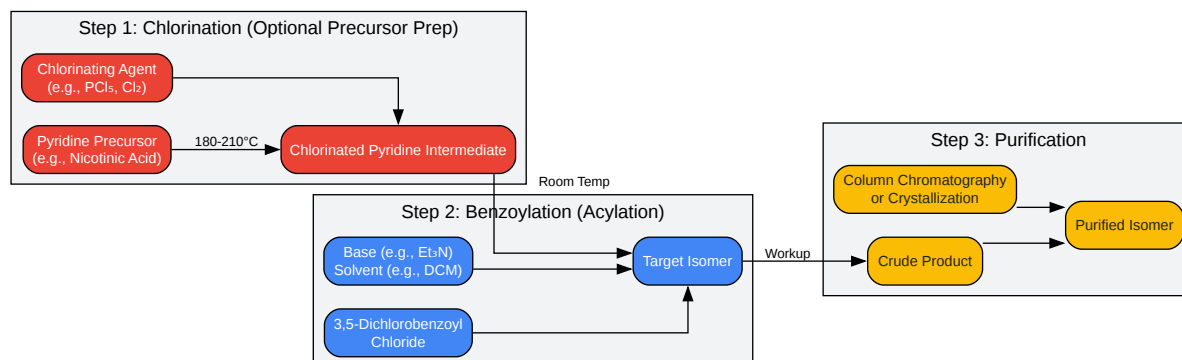 Step 1: Chlorination (Optional Precursor Prep)
Chlorinating Agent
(e.g., PCl₅, Cl₂)
Pyridine Precursor
(e.g., Nicotinic Acid)
180-210°C
Chlorinated Pyridine Intermediate
Room Temp
Step 2: Benzoylation (Acylation)
Base (e.g., Et₃N)
Solvent (e.g., DCM)
3,5-Dichlorobenzoyl
Chloride
Target Isomer
Workup
Step 3: Purification
Column Chromatography
or Crystallization
Crude Product
Purified Isomer